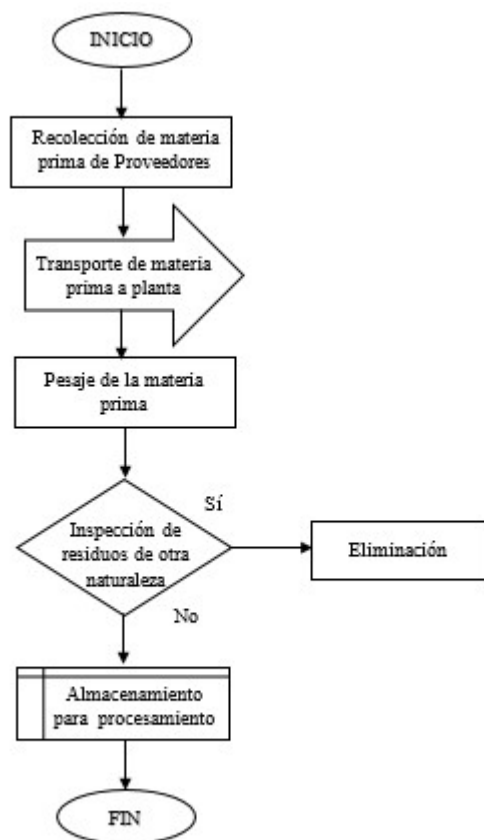 INICIO
Recolección de materia
prima de Proveedores
Transporte de materia
prima a planta
Pesaje de la materia
prima
Sí
Inspección de
residuos de otra
naturaleza
Eliminación
No
Almacenamiento
para procesamiento
FIN